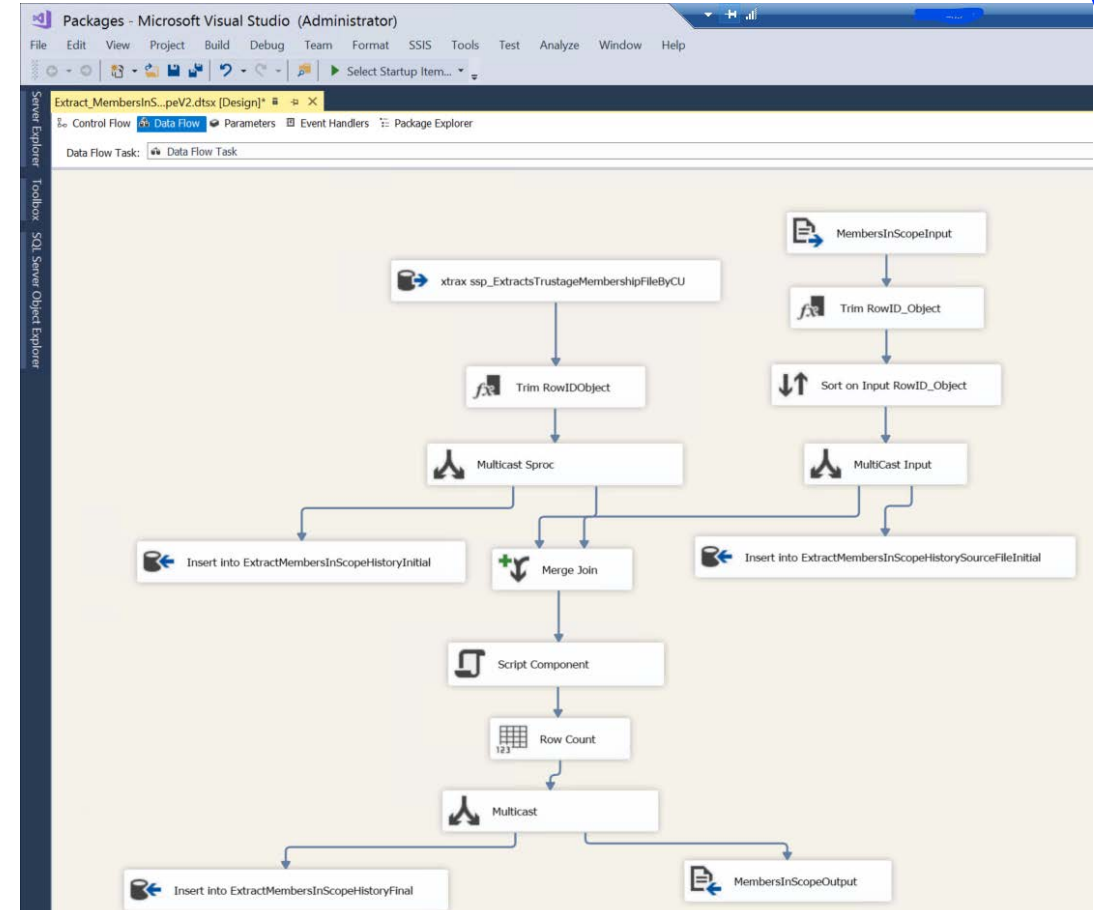 Packages - Microsoft Visual Studio (Administrator)
File Edit View Project Build Debug Team Format SSIS Tools Test Analyze Window Help
Select Startup Item...
Server Explorer
Toolbox
SQL Server Object Explorer
Extract_MembersInS...peV2.dtsx [Design]*
Control Flow Data Flow Parameters Event Handlers Package Explorer
Data Flow Task: Data Flow Task
MembersInScopeInput
xtrax ssp_ExtractsTrustageMembershipFileByCU
Trim RowID_Object
Trim RowIDObject
Sort on Input RowID_Object
Multicast Sproc
MultiCast Input
Insert into ExtractMembersInScopeHistoryInitial
Merge Join
Insert into ExtractMembersInScopeHistorySourceFileInitial
Script Component
123
Row Count
Multicast
Insert into ExtractMembersInScopeHistoryFinal
MembersInScopeOutput